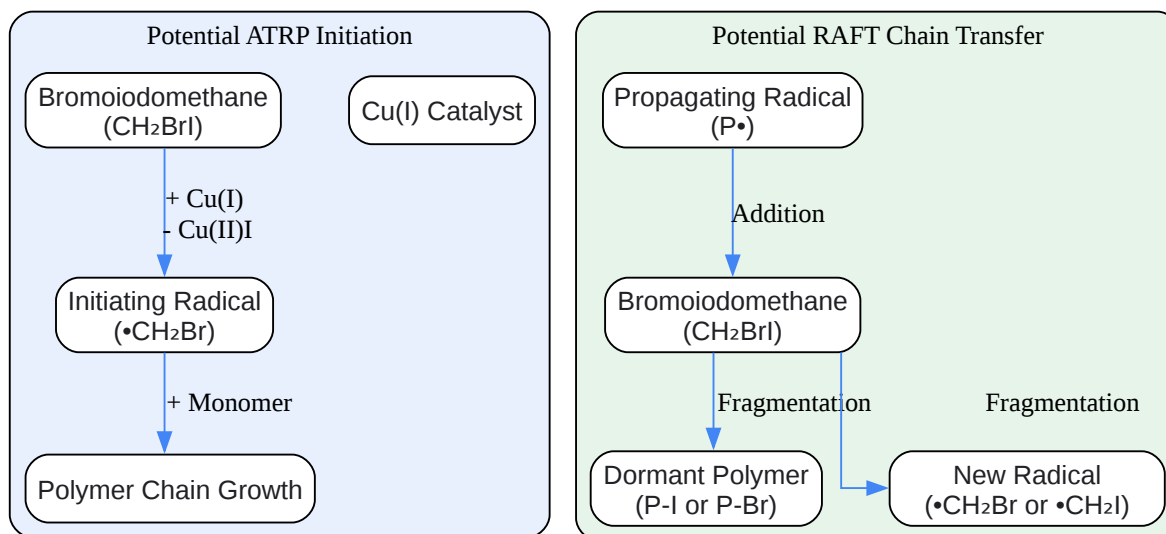 Potential ATRP Initiation
Bromoiodomethane
(CH₂BrI)
Cu(I) Catalyst
+ Cu(I)
- Cu(II)I
Initiating Radical
(•CH₂Br)
+ Monomer
Polymer Chain Growth
Potential RAFT Chain Transfer
Propagating Radical
(P•)
Addition
Bromoiodomethane
(CH₂BrI)
Fragmentation
Fragmentation
Dormant Polymer
(P-I or P-Br)
New Radical
(•CH₂Br or •CH₂I)